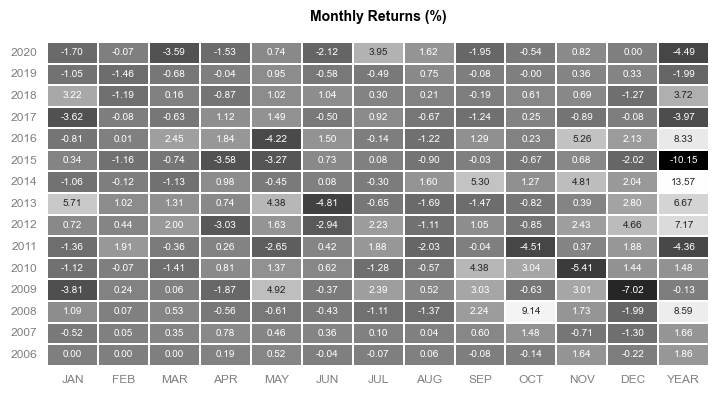 Monthly Returns (%)
2020 -1.70 -0.07 -3.59 -1.53 0.74 -2.12 3.95 1.62 -1.95 -0.54 0.82 0.00 -4.49
2019 -1.05 -1.46 -0.68 -0.04 0.95 -0.58 -0.49 0.75 -0.08 -0.00 0.36 0.33 -1.99
2018 3.22 -1.19 0.16 -0.87 1.02 1.04 0.30 0.21 -0.19 0.61 0.69 -1.27 3.72
2017 -3.62 -0.08 -0.63 1.12 1.49 -0.50 0.92 -0.67 -1.24 0.25 -0.89 -0.08 -3.97
2016 -0.81 0.01 2.45 1.84 -4.22 1.50 -0.14 -1.22 1.29 0.23 5.26 2.13 8.33
2015 0.34 -1.16 -0.74 -3.58 -3.27 0.73 0.08 -0.90 -0.03 -0.67 0.68 -2.02 -10.15
2014 -1.06 -0.12 -1.13 0.98 -0.45 0.08 -0.30 1.60 5.30 1.27 4.81 2.04 13.57
2013 5.71 1.02 1.31 0.74 4.38 -4.81 -0.65 -1.69 -1.47 -0.82 0.39 2.80 6.67
2012 0.72 0.44 2.00 -3.03 1.63 -2.94 2.23 -1.11 1.05 -0.85 2.43 4.66 7.17
2011 -1.36 1.91 -0.36 0.26 -2.65 0.42 1.88 -2.03 -0.04 -4.51 0.37 1.88 -4.36
2010 -1.12 -0.07 -1.41 0.81 1.37 0.62 -1.28 -0.57 4.38 3.04 -5.41 1.44 1.48
2009 -3.81 0.24 0.06 -1.87 4.92 -0.37 2.39 0.52 3.03 -0.63 3.01 -7.02 -0.13
2008 1.09 0.07 0.53 -0.56 -0.61 -0.43 -1.11 -1.37 2.24 9.14 1.73 -1.99 8.59
2007 -0.52 0.05 0.35 0.78 0.46 0.36 0.10 0.04 0.60 1.48 -0.71 -1.30 1.66
2006 0.00 0.00 0.00 0.19 0.52 -0.04 -0.07 0.06 -0.08 -0.14 1.64 -0.22 1.86
JAN FEB MAR APR MAY JUN JUL AUG SEP OCT NOV DEC YEAR